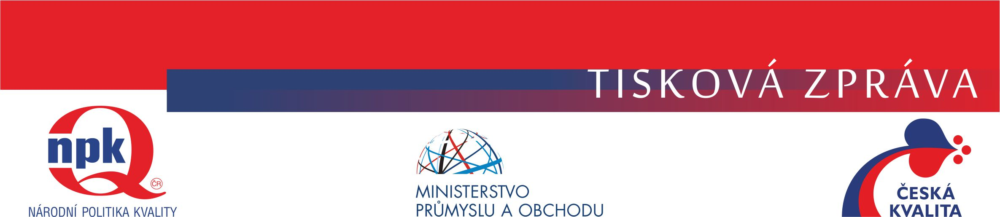 TISKOVÁ ZPRÁVA
npk
ČR
NÁRODNÍ POLITIKA KVALITY
MINISTERSTVO
PRŮMYSLU A OBCHODU
ČESKÁ
KVALITA